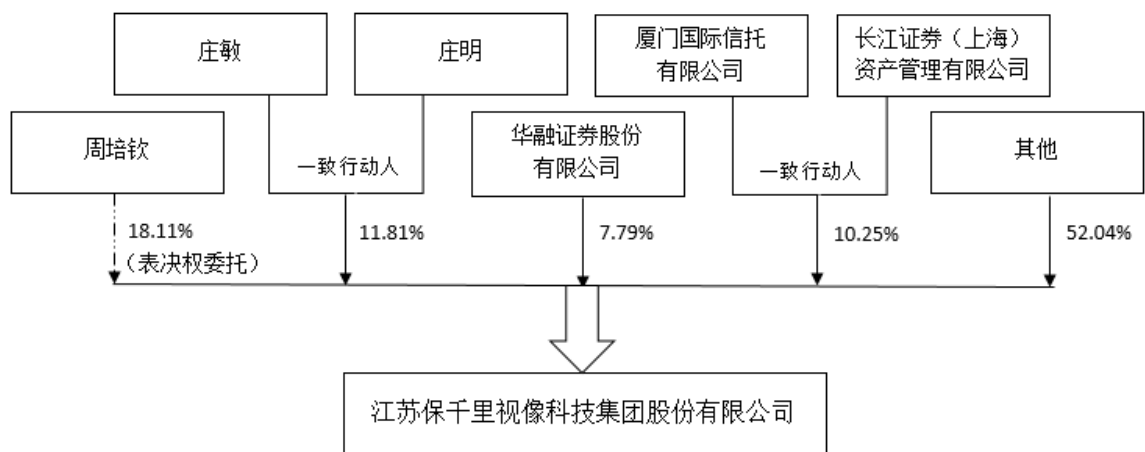 庄敏
庄明
厦门国际信托
有限公司
长江证券（上海）
资产管理有限公司
周培钦
一致行动人
华融证券股份
有限公司
一致行动人
其他
18.11%
（表决权委托）
11.81%
7.79%
10.25%
52.04%
江苏保千里视像科技集团股份有限公司